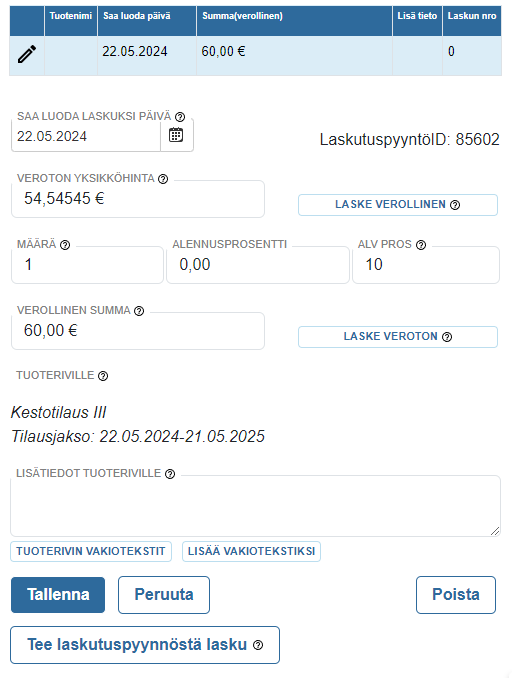 Tuotenimi Saa luoda päivä Summa(verollinen) Lisä tieto Laskun nro
22.05.2024 60,00 € 0
SAA LUODA LASKUKSI PÄIVÄ
22.05.2024
LaskutuspyyntöID: 85602
VEROTON YKSIKKÖHINTA
54,54545 €
LASKE VEROLLINEN
MÄÄRÄ ALENNUSPROSENTTI ALV PROS
1 0,00 10
VEROLLINEN SUMMA
60,00 €
LASKE VEROTON
TUOTERIVILLE
Kestotilaus III
Tilausjakso: 22.05.2024-21.05.2025
LISÄTIEDOT TUOTERIVILLE
TUOTERIVIN VAKIOTEKSTIT LISÄÄ VAKIOTEKSTIKSI
Tallenna Peruuta Poista
Tee laskutuspyynnöstä lasku